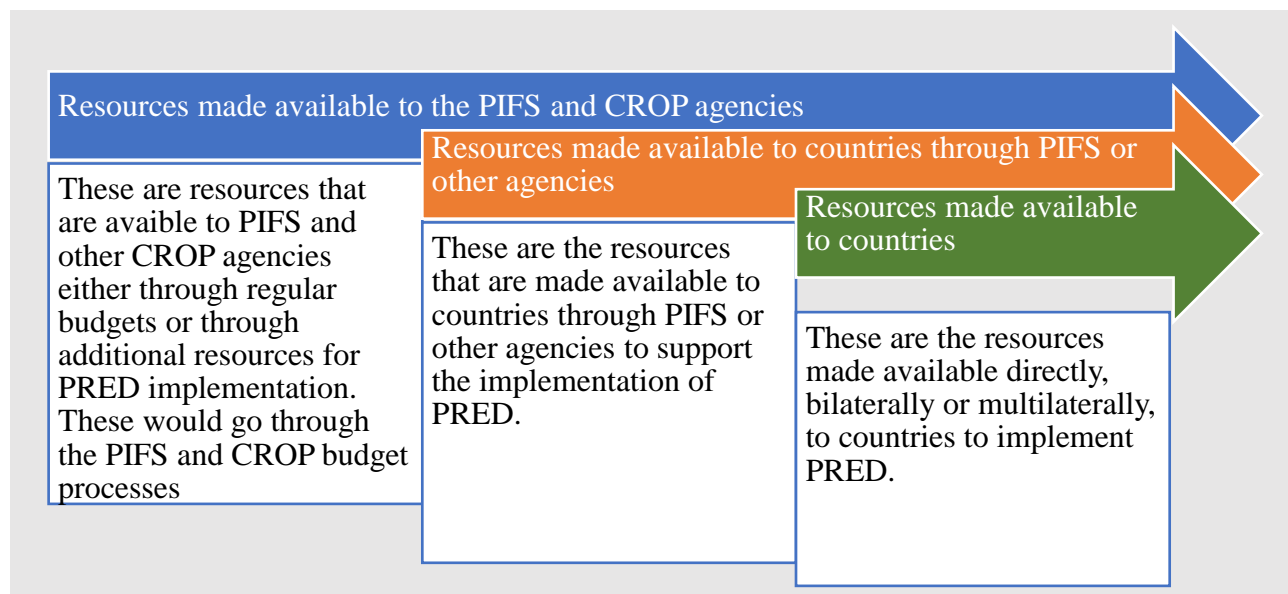 Resources made available to the PIFS and CROP agencies
These are resources that
are avaible to PIFS and
other CROP agencies
either through regular
budgets or through
additional resources for
PRED implementation.
These would go through
the PIFS and CROP budget
processes
Resources made available to countries through PIFS or
other agencies
These are the resources
that are made available to
countries through PIFS or
other agencies to support
the implementation of
PRED.
Resources made available
to countries
These are the resources
made available directly,
bilaterally or multilaterally,
to countries to implement
PRED.